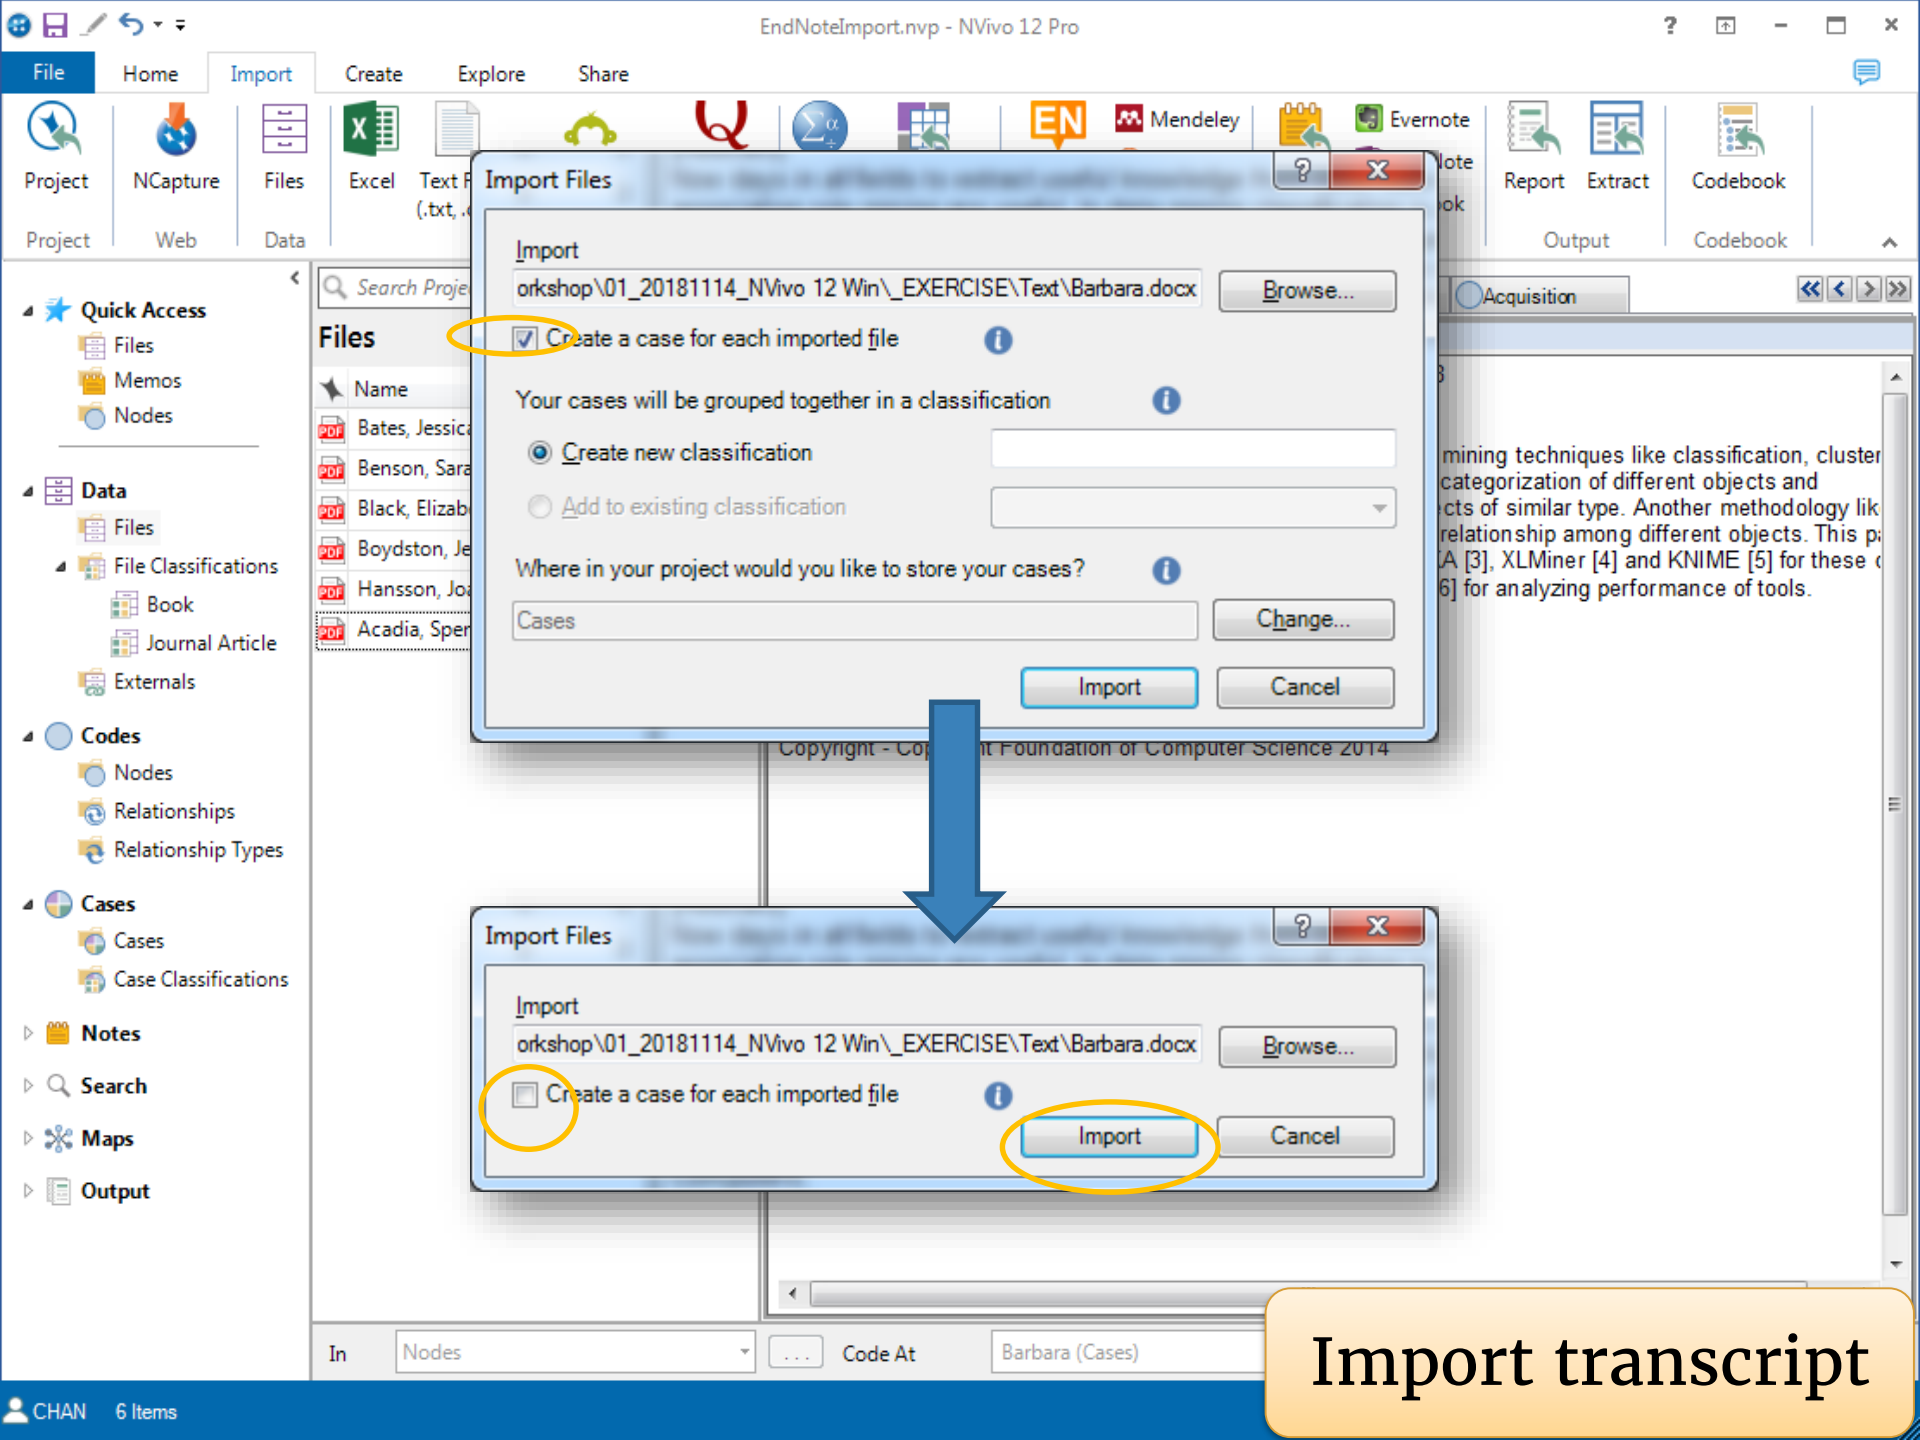 EndNoteImport.nvp - NVivo 12 Pro
?
File Home Import Create Explore Share
Mendeley
Evernote
Project NCapture Files Excel Text
(.txt,
Report Extract Codebook
Project Web Data Output Codebook
Quick Access
Files
Memos
Nodes
Data
Files
File Classifications
Book
Journal Article
Externals
Codes
Nodes
Relationships
Relationship Types
Cases
Cases
Case Classifications
Notes
Search
Maps
Output
Search Proje
Files
Name
Bates, Jessica
Benson, Sara
Black, Elizab
Boydston, Je
Hansson, Joa
Acadia, Sper
Import Files
?
Import
orkshop\01_20181114_NVivo 12 Win\_EXERCISE\Text\Barbara.docx
Browse...
Create a case for each imported file
Your cases will be grouped together in a classification
Create new classification
Add to existing classification
Where in your project would you like to store your cases?
Cases
Change...
Import
Cancel
Acquisition
mining techniques like classification, cluster
categorization of different objects and
cts of similar type. Another methodology lik
relationship among different objects. This pa
A [3], XLMiner [4] and KNIME [5] for these
6] for analyzing performance of tools.
Copyright - Cop t Foundation of Computer Science 2014
Import Files
?
Import
orkshop\01_20181114_NVivo 12 Win\_EXERCISE\Text\Barbara.docx
Browse...
Create a case for each imported file
Import
Cancel
In Nodes ... Code At Barbara (Cases)
Import transcript
CHAN 6 Items